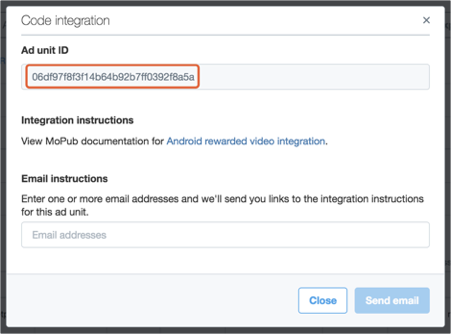 Code integration
×
Ad unit ID
06df97f8f3f14b64b92b7ff0392f8a5a
Integration instructions
View MoPub documentation for Android rewarded video integration.
Email instructions
Enter one or more email addresses and we'll send you links to the integration instructions
for this ad unit.
Email addresses
Close
Send email